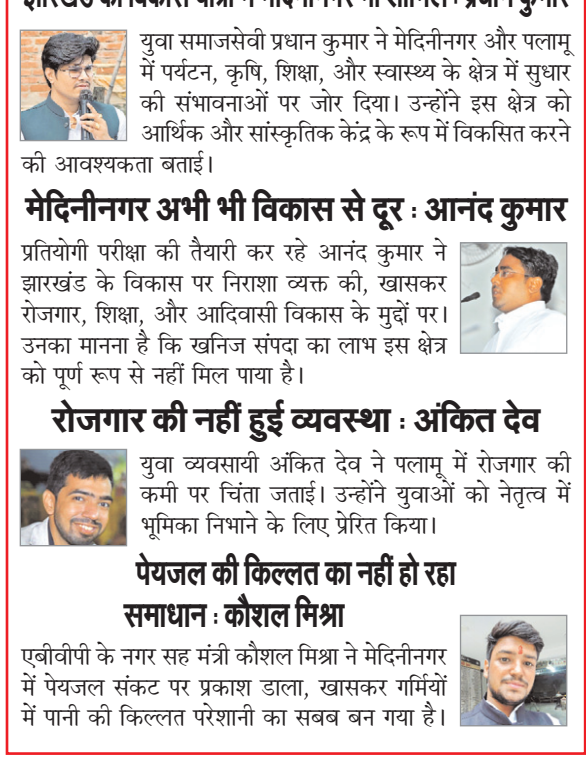 झारखंड की विकास यात्रा में मेदिनीनगर भी शामिल : प्रधान कुमार
युवा समाजसेवी प्रधान कुमार ने मेदिनीनगर और पलामू
में पर्यटन, कृषि, शिक्षा, और स्वास्थ्य के क्षेत्र में सुधार
की संभावनाओं पर जोर दिया। उन्होंने इस क्षेत्र को
आर्थिक और सांस्कृतिक केंद्र के रूप में विकसित करने
की आवश्यकता बताई।
मेदिनीनगर अभी भी विकास से दूर : आनंद कुमार
प्रतियोगी परीक्षा की तैयारी कर रहे आनंद कुमार ने
झारखंड के विकास पर निराशा व्यक्त की, खासकर
रोजगार, शिक्षा, और आदिवासी विकास के मुद्दों पर।
उनका मानना है कि खनिज संपदा का लाभ इस क्षेत्र
को पूर्ण रूप से नहीं मिल पाया है।
रोजगार की नहीं हुई व्यवस्था : अंकित देव
युवा व्यवसायी अंकित देव ने पलामू में रोजगार की
कमी पर चिंता जताई। उन्होंने युवाओं को नेतृत्व में
भूमिका निभाने के लिए प्रेरित किया।
पेयजल की किल्लत का नहीं हो रहा
समाधान : कौशल मिश्रा
एबीवीपी के नगर सह मंत्री कौशल मिश्रा ने मेदिनीनगर
में पेयजल संकट पर प्रकाश डाला, खासकर गर्मियों
में पानी की किल्लत परेशानी का सबब बन गया है।